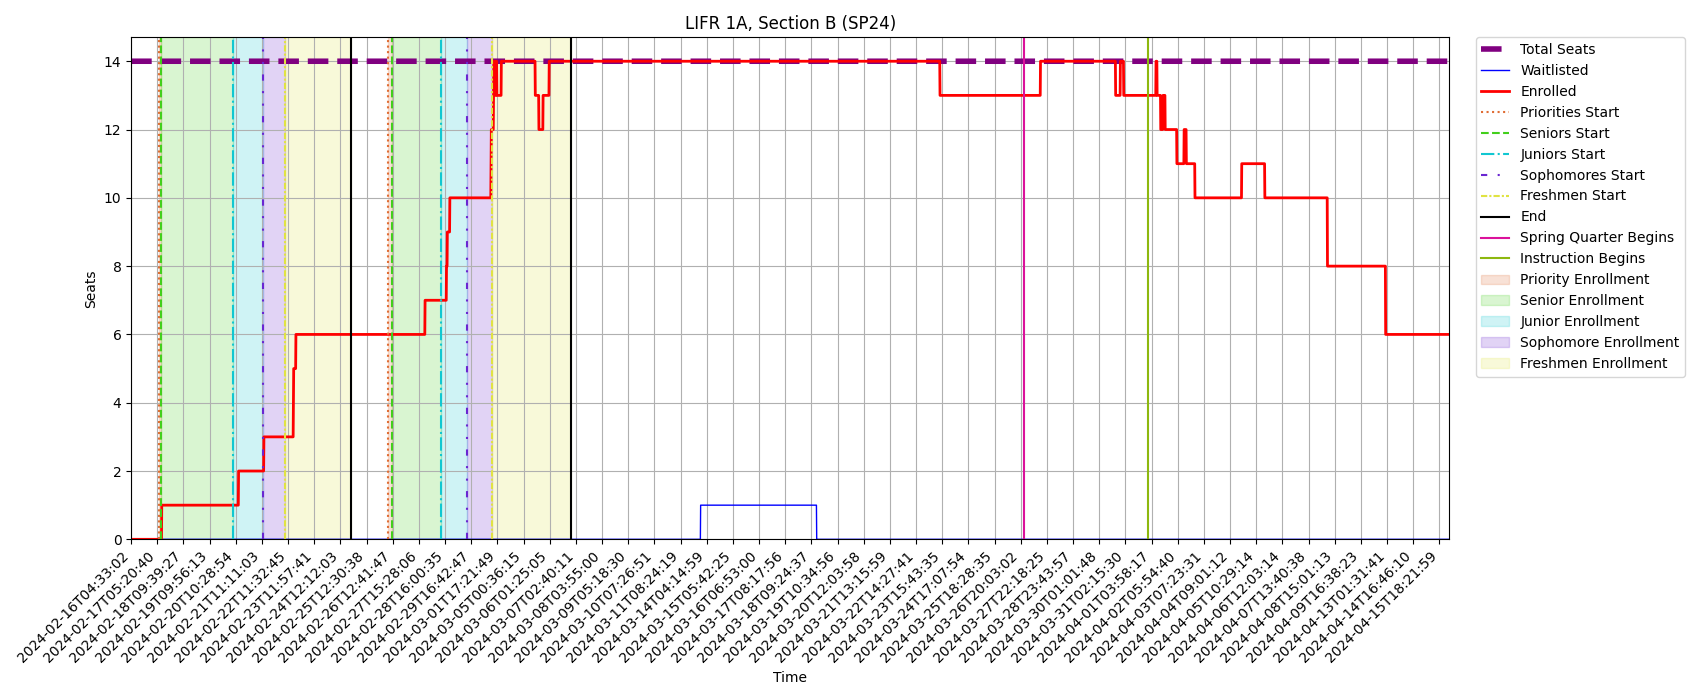 LIFR 1A, Section B (SP24)
Total Seats
Waitlisted
Enrolled
Priorities Start
Seniors Start
Juniors Start
Sophomores Start
Freshmen Start
End
Spring Quarter Begins
Instruction Begins
Priority Enrollment
Senior Enrollment
Junior Enrollment
Sophomore Enrollment
Freshmen Enrollment
Seats
14
12
10
8
6
4
2
0
2024-02-16T04:33:02
2024-02-17T05:20:40
2024-02-18T09:39:27
2024-02-19T09:56:13
2024-02-20T10:28:54
2024-02-21T11:11:03
2024-02-22T11:32:45
2024-02-23T11:57:41
2024-02-24T12:12:03
2024-02-25T12:30:38
2024-02-26T12:41:47
2024-02-27T15:28:06
2024-02-28T16:00:35
2024-02-29T16:42:47
2024-03-01T17:21:49
2024-03-05T00:36:15
2024-03-06T01:25:05
2024-03-07T02:40:11
2024-03-08T03:55:00
2024-03-09T05:18:30
2024-03-10T07:26:51
2024-03-11T08:24:19
2024-03-14T04:14:59
2024-03-15T05:42:25
2024-03-16T06:53:00
2024-03-17T08:17:56
2024-03-18T09:24:37
2024-03-19T10:34:56
2024-03-20T12:03:58
2024-03-21T13:15:59
2024-03-22T14:27:41
2024-03-23T15:43:35
2024-03-24T17:07:54
2024-03-25T18:28:35
2024-03-26T20:03:02
2024-03-27T22:18:25
2024-03-28T23:43:57
2024-03-30T01:01:48
2024-03-31T02:15:30
2024-04-01T03:58:17
2024-04-02T05:54:40
2024-04-03T07:23:31
2024-04-04T09:01:12
2024-04-05T10:29:14
2024-04-06T12:03:14
2024-04-07T13:40:38
2024-04-08T15:01:13
2024-04-09T16:38:23
2024-04-13T01:31:41
2024-04-14T16:46:10
2024-04-15T18:21:59
Time